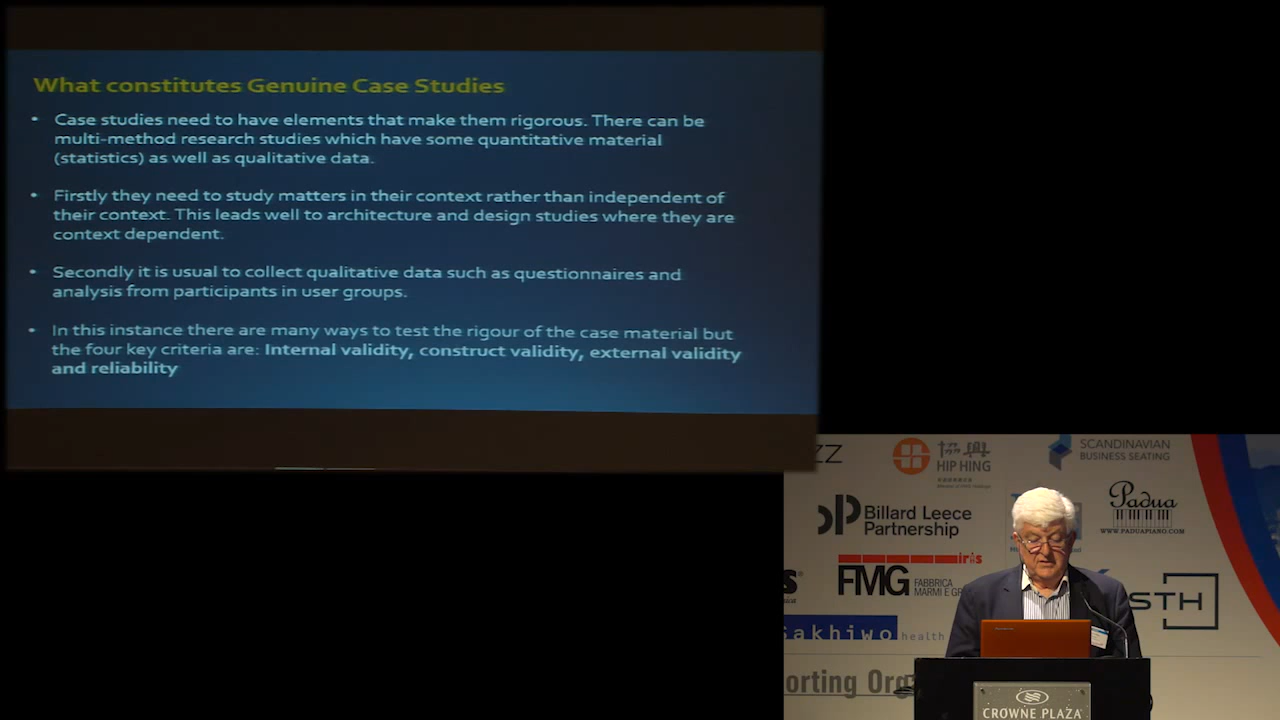 What constitutes Genuine Case Studies
• Case studies need to have elements that make them rigorous. There can be
multi-method research studies which have some quantitative material
(statistics) as well as qualitative data.
• Firstly they need to study matters in their context rather than independent of
their context. This leads well to architecture and design studies where they are
context dependent.
• Secondly it is usual to collect qualitative data such as questionnaires and
analysis from participants in user groups.
• In this instance there are many ways to test the rigour of the case material but
the four key criteria are: Internal validity, construct validity, external validity
and reliability
ZZ
HIP HING
SCANDINAVIAN
BUSINESS SEATING
Billard Leece
Partnership
Padua
WWW.PADUAPIANO.COM
iris
FMG
FABBRICA
MARMI E GR
STH
Sakhiwo health
orting Org
CROWNE PLAZA